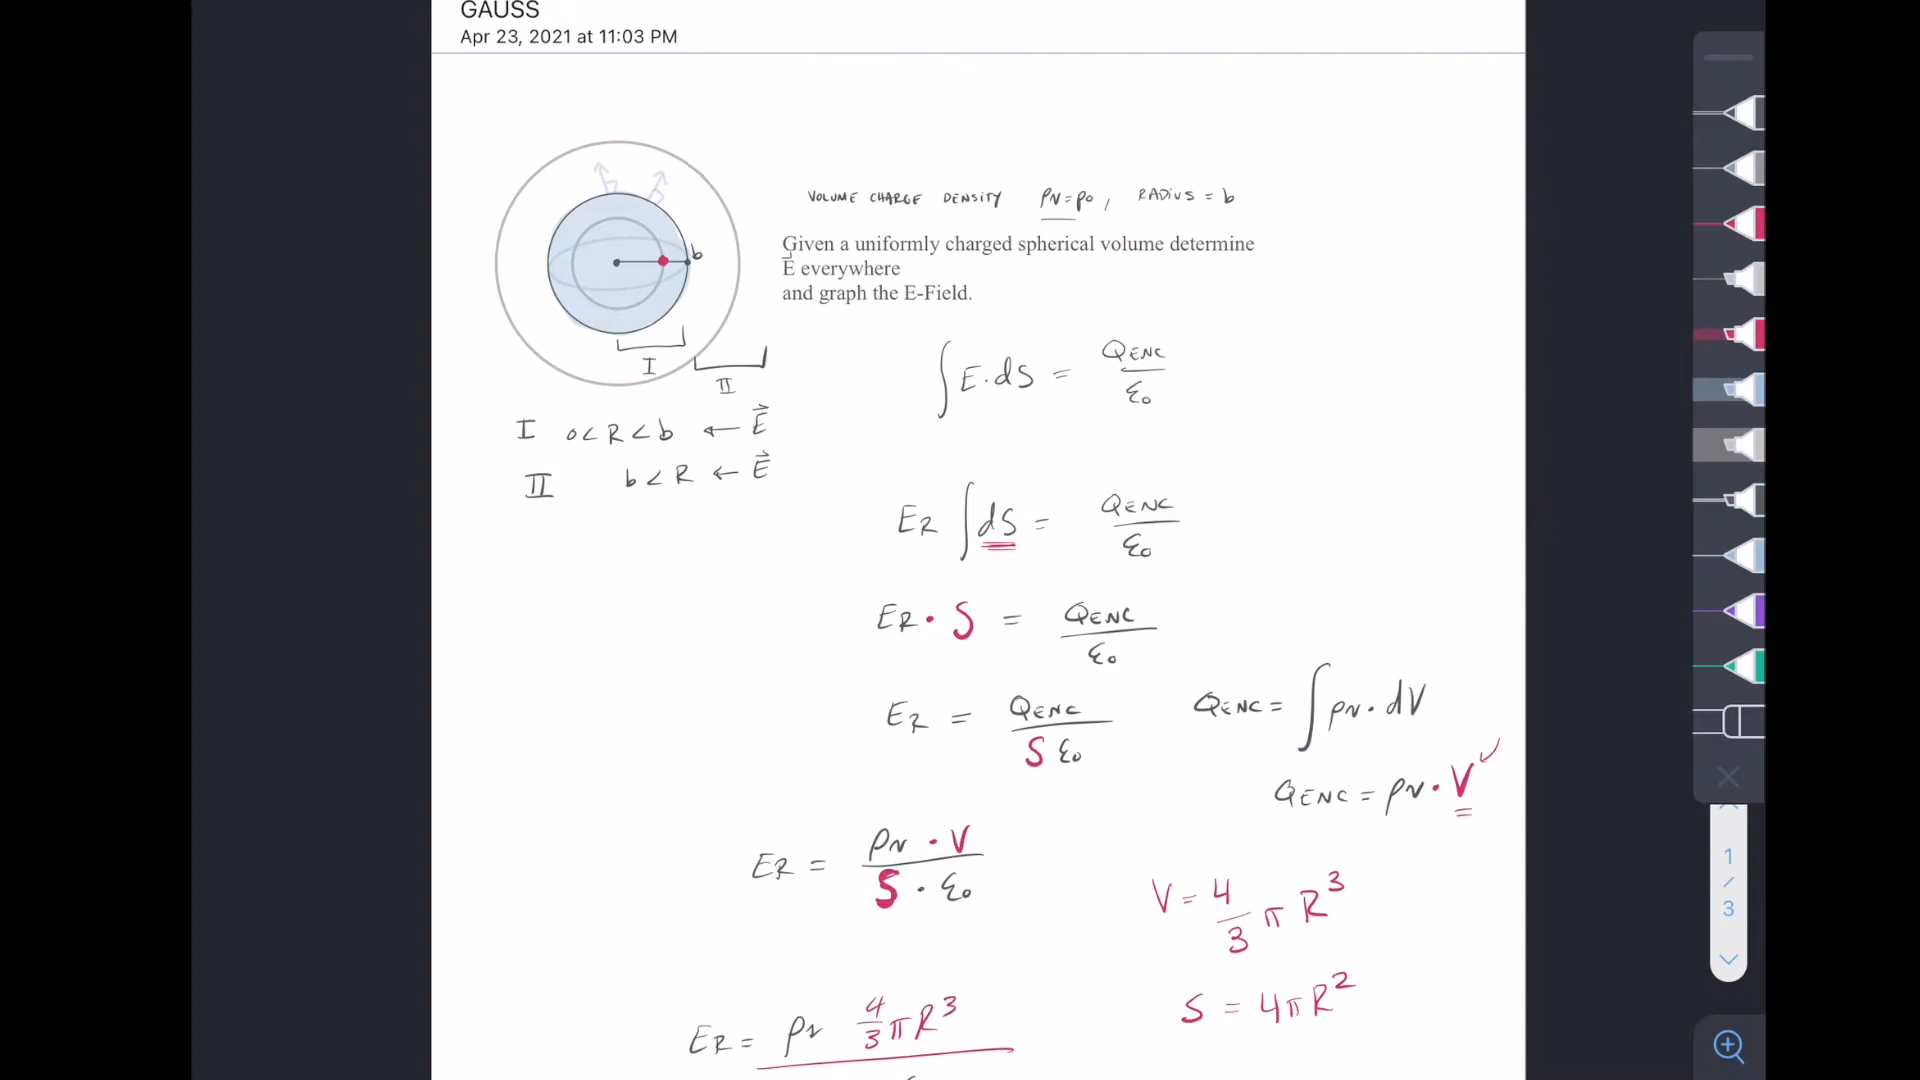 GAUSS
Apr 23, 2021 at 11:03 PM
VOLUME CHARGE DENSITY ρv=ρo, RADIUS = b
Given a uniformly charged spherical volume determine
E everywhere
and graph the E-Field.
b
I
II
I 0<R<b ← E⃗
II b<R ← E⃗
∫E·dS = QENC/ε₀
ER ∫dS = QENC/ε₀
ER · S = QENC/ε₀
ER = QENC/S ε₀
QENC = ∫ρv · dV
QENC = ρv · V
ER = ρv · V/S · ε₀
V = 4/3 π R³
S = 4πR²
ER = ρv 4/3 πR³
1
/
3